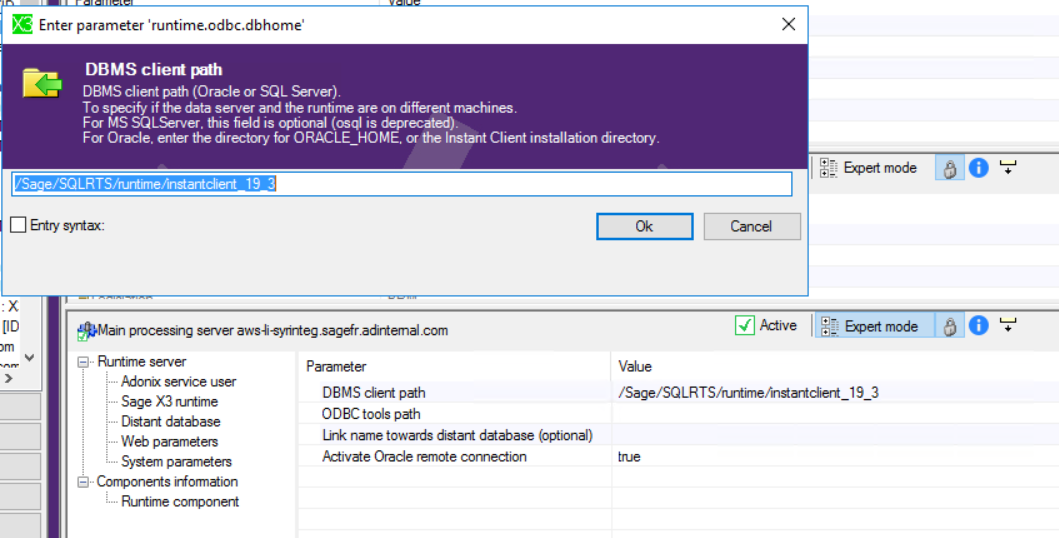 Parameter
Value
X3 Enter parameter 'runtime.odbc.dbhome'
DBMS client path
DBMS client path (Oracle or SQL Server).
To specify if the data server and the runtime are on different machines.
For MS SQLServer, this field is optional (osql is deprecated).
For Oracle, enter the directory for ORACLE_HOME, or the Instant Client installation directory.
/Sage/SQLRTS/runtime/instantclient_19_3
Entry syntax:
Ok
Cancel
Expert mode
: X
[ID
om
Main processing server aws-li-syrinteg.sagefr.adinternal.com
Active
Expert mode
Runtime server
Adonix service user
Sage X3 runtime
Distant database
Web parameters
System parameters
Components information
Runtime component
Parameter Value
DBMS client path /Sage/SQLRTS/runtime/instantclient_19_3
ODBC tools path
Link name towards distant database (optional)
Activate Oracle remote connection true